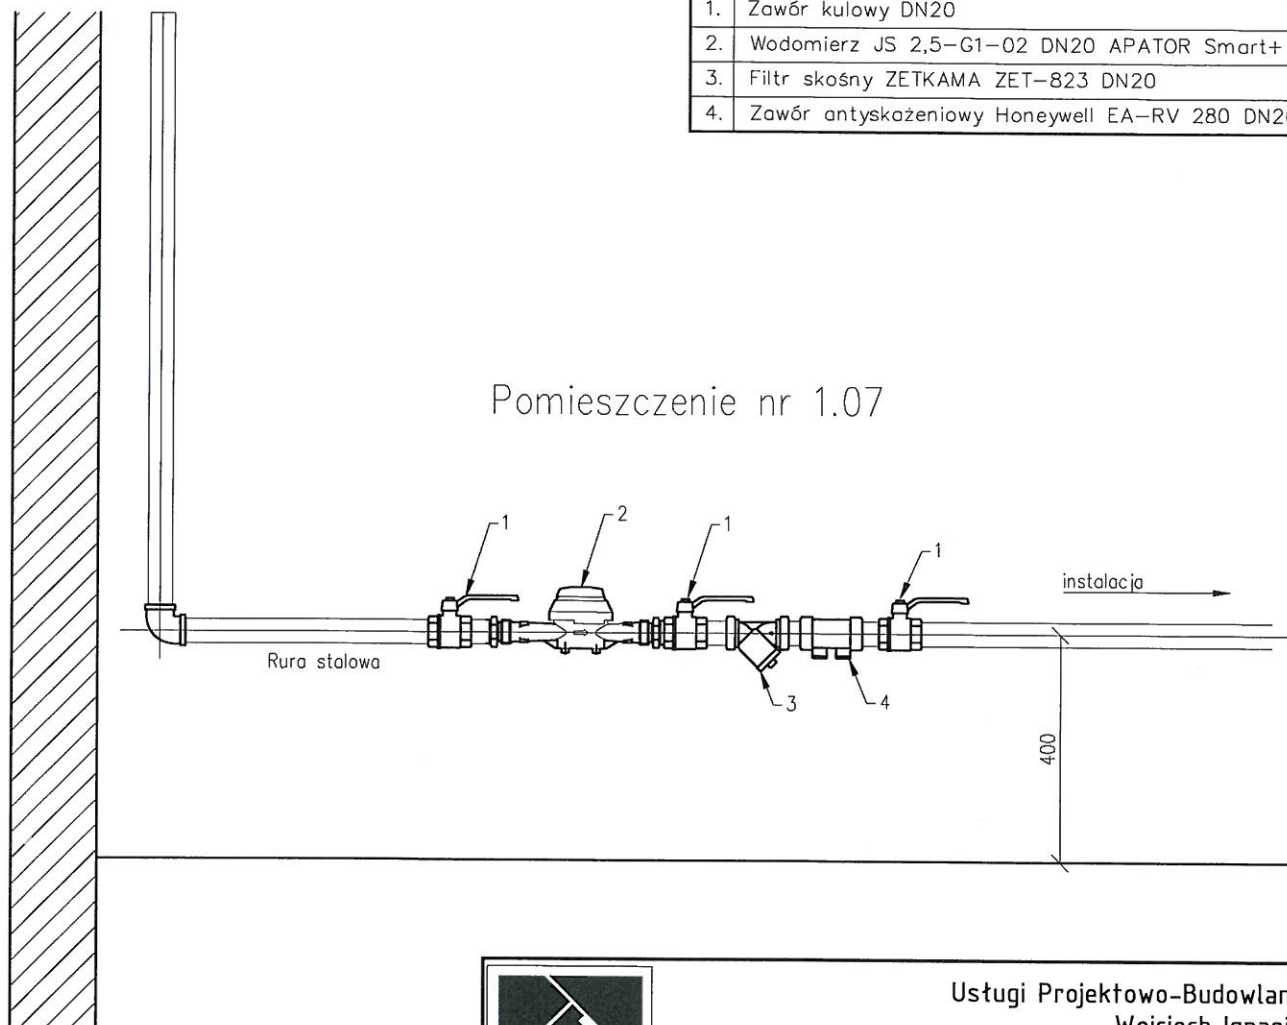 1. Zawór kulowy DN20
2. Wodomierz JS 2,5-G1-02 DN20 APATOR Smart+
3. Filtr skośny ZETKAMA ZET-823 DN20
4. Zawór antyskażeniowy Honeywell EA-RV 280
Pomieszczenie nr 1.07
1
2
1
1
instalacja
Rura stalowa
3
4
400
Usługi Projektowo-Budowlan
Wojciech